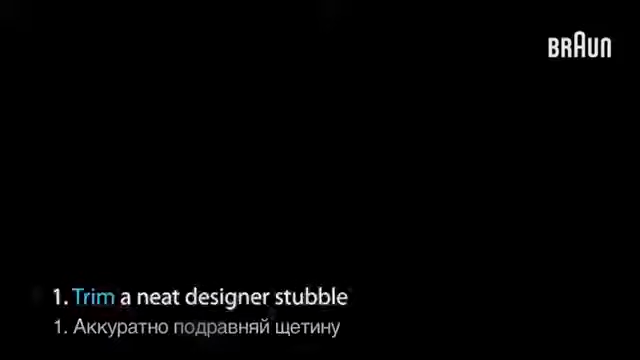 BRAUN
1. Trim a neat designer stubble
1. Аккуратно подравняй щетину